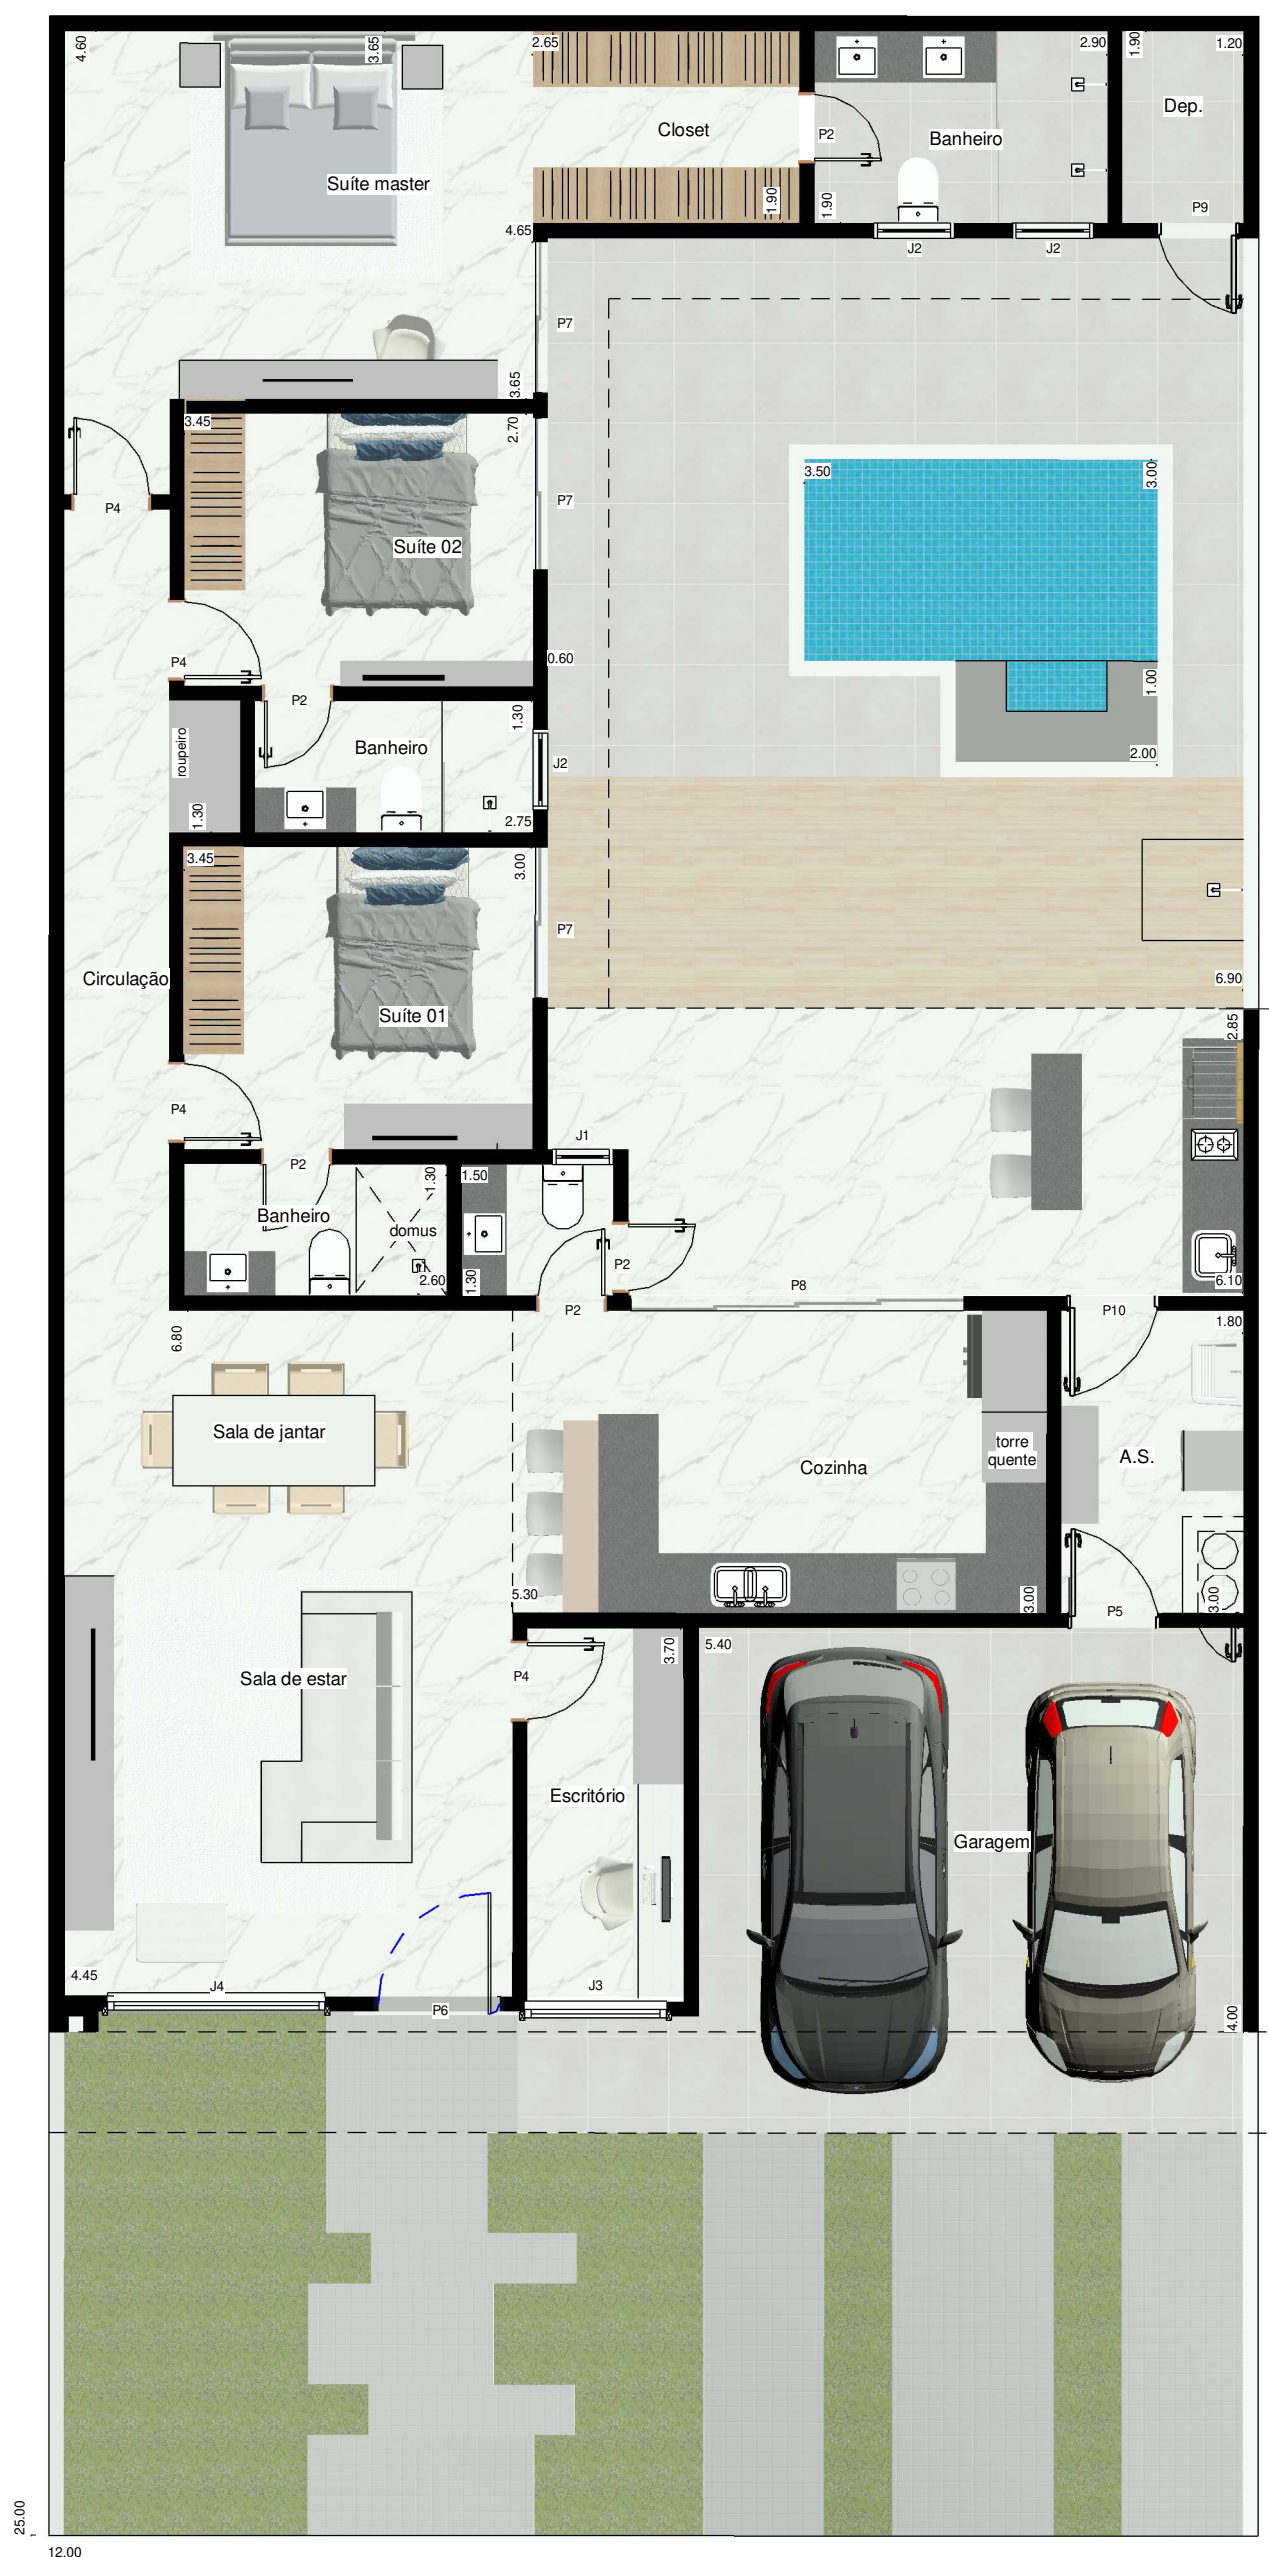 4.60
3.65
2.65
2.90
1.90
1.20
Dep.
Closet
P2
Banheiro
Suíte master
1.90
1.90
P9
4.65
J2
J2
P7
3.65
3.45
2.70
3.50
3.00
P4
P7
Suíte 02
P4
0.60
1.00
P2
1.30
roupeiro
Banheiro
J2
2.00
1.30
2.75
3.45
3.00
P7
Circulação
6.90
Suíte 01
2.85
P4
J1
P2
1.30
1.50
Banheiro
domus
P2
1.30
2.60
6.10
P8
P2
P10
6.80
1.80
Sala de jantar
torre
quente
Cozinha
A.S.
5.30
3.00
3.00
P5
3.70
5.40
Sala de estar
P4
Escritório
Garagem
4.45
J4
J3
P6
4.00
25.00
12.00